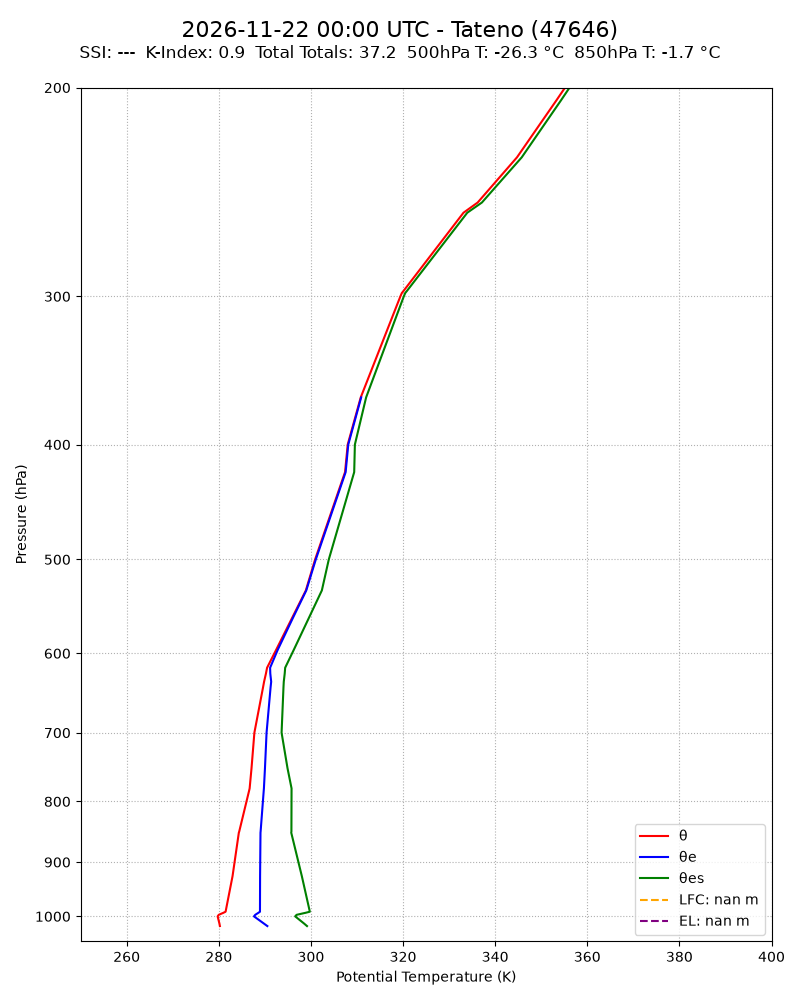 2026-11-22 00:00 UTC - Tateno (47646)
SSI: ---  K-Index: 0.9  Total Totals: 37.2  500hPa T: -26.3 °C  850hPa T: -1.7 °C
200
300
400
500
600
700
800
900
1000
Pressure (hPa)
260
280
300
320
340
360
380
400
Potential Temperature (K)
θ
θe
θes
LFC: nan m
EL: nan m